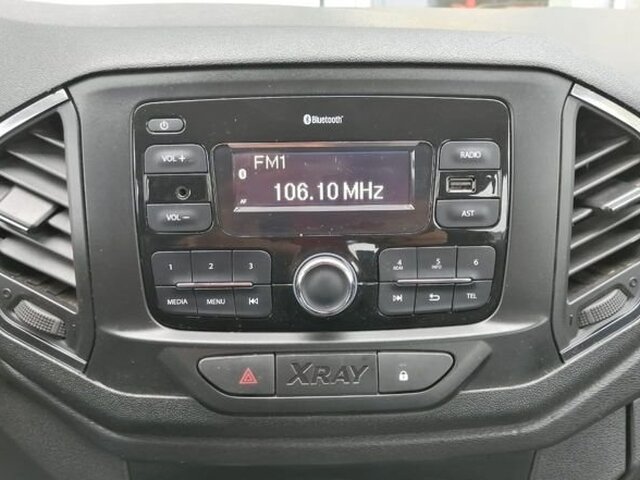 Bluetooth
VOL +
FM1
RADIO
106.10 MHz
AF
VOL −
AST
1 2 3
4 5 6
MEDIA MENU
TEL
XRAY